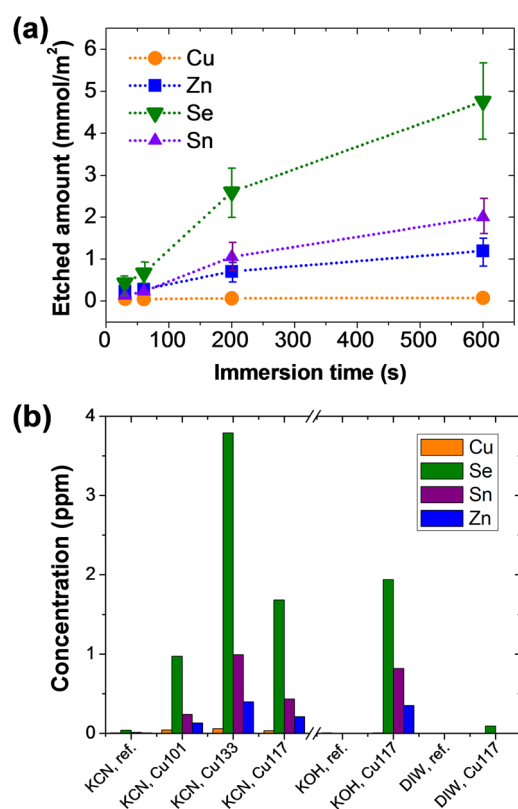 (a)
Etched amount (mmol/m²)
6
5
4
3
2
1
0
Cu
Zn
Se
Sn
0 100 200 300 400 500 600
Immersion time (s)
(b)
Concentration (ppm)
4
3
2
1
0
Cu
Se
Sn
Zn
KCN, ref.
KCN, Cu101
KCN, Cu133
KCN, Cu117
KOH, ref.
KOH, Cu117
DIW, ref.
DIW, Cu117